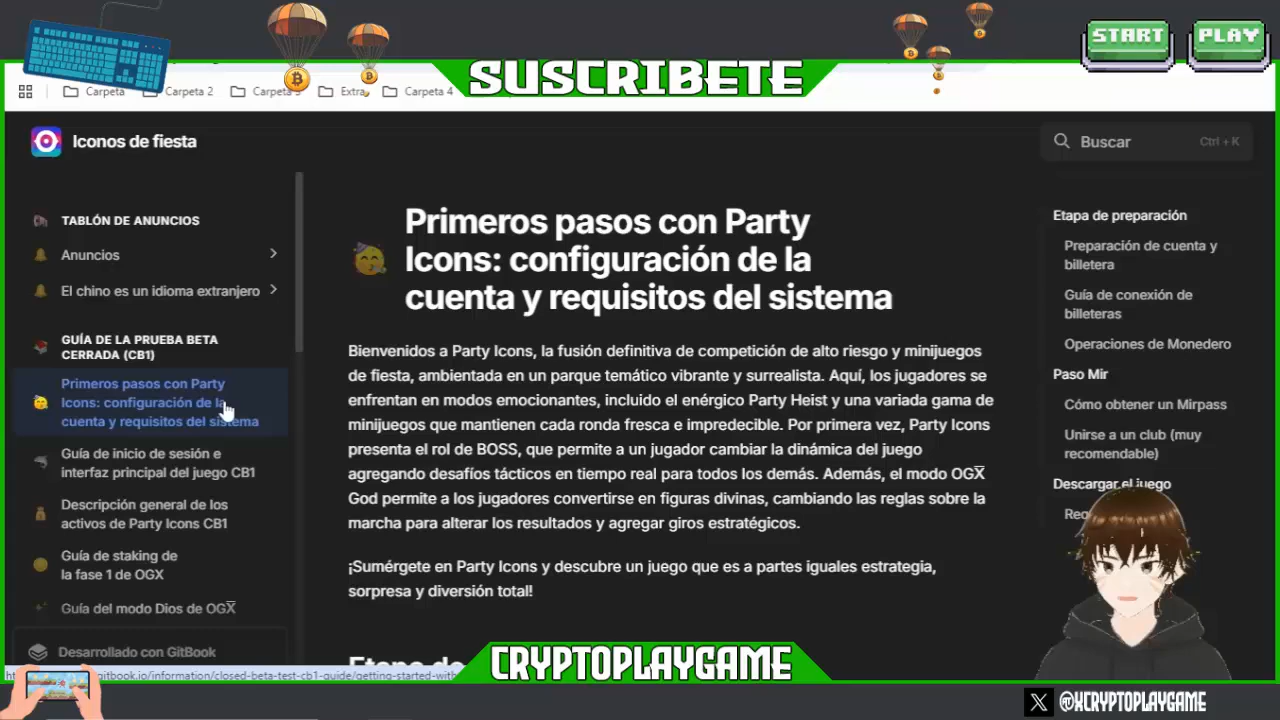 START
PLAY
SUSCRIBETE
Carpeta
Carpeta 2
Carpeta
Extra
Carpeta 4
Iconos de fiesta
Buscar
Ctrl + K
TABLÓN DE ANUNCIOS
Anuncios
El chino es un idioma extranjero
GUÍA DE LA PRUEBA BETA
CERRADA (CB1)
Primeros pasos con Party
Icons: configuración de la
cuenta y requisitos del sistema
Guía de inicio de sesión e
interfaz principal del juego CB1
Descripción general de los
activos de Party Icons CB1
Guía de staking de
la fase 1 de OGX
Guía del modo Dios de OGX̅
Desarrollado con GitBook
Primeros pasos con Party
Icons: configuración de la
cuenta y requisitos del sistema
Bienvenidos a Party Icons, la fusión definitiva de competición de alto riesgo y minijuegos
de fiesta, ambientada en un parque temático vibrante y surrealista. Aquí, los jugadores se
enfrentan en modos emocionantes, incluido el enérgico Party Heist y una variada gama de
minijuegos que mantienen cada ronda fresca e impredecible. Por primera vez, Party Icons
presenta el rol de BOSS, que permite a un jugador cambiar la dinámica del juego
agregando desafíos tácticos en tiempo real para todos los demás. Además, el modo OGX̅
God permite a los jugadores convertirse en figuras divinas, cambiando las reglas sobre la
marcha para alterar los resultados y agregar giros estratégicos.
¡Sumérgete en Party Icons y descubre un juego que es a partes iguales estrategia,
sorpresa y diversión total!
Etapa de preparación
Preparación de cuenta y
billetera
Guía de conexión de
billeteras
Operaciones de Monedero
Paso Mir
Cómo obtener un Mirpass
Unirse a un club (muy
recomendable)
Descargar el juego
gitbook.io/information/closed-beta-test-cb1-guide/getting-started-with
CRYPTOPLAYGAME
@XCRYPTOPLAYGAME